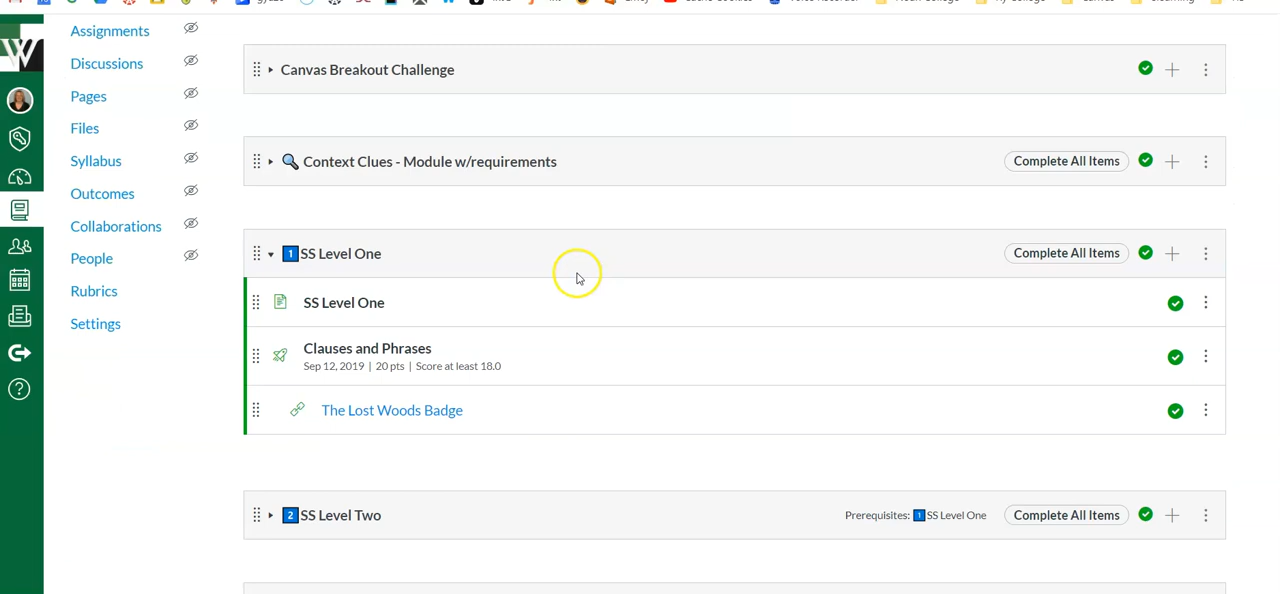 Assignments
Discussions
Pages
Files
Syllabus
Outcomes
Collaborations
People
Rubrics
Settings
Canvas Breakout Challenge
Context Clues - Module w/requirements
Complete All Items
1 SS Level One
Complete All Items
SS Level One
Clauses and Phrases
Sep 12, 2019 | 20 pts | Score at least 18.0
The Lost Woods Badge
2 SS Level Two
Prerequisites: 1 SS Level One
Complete All Items
W